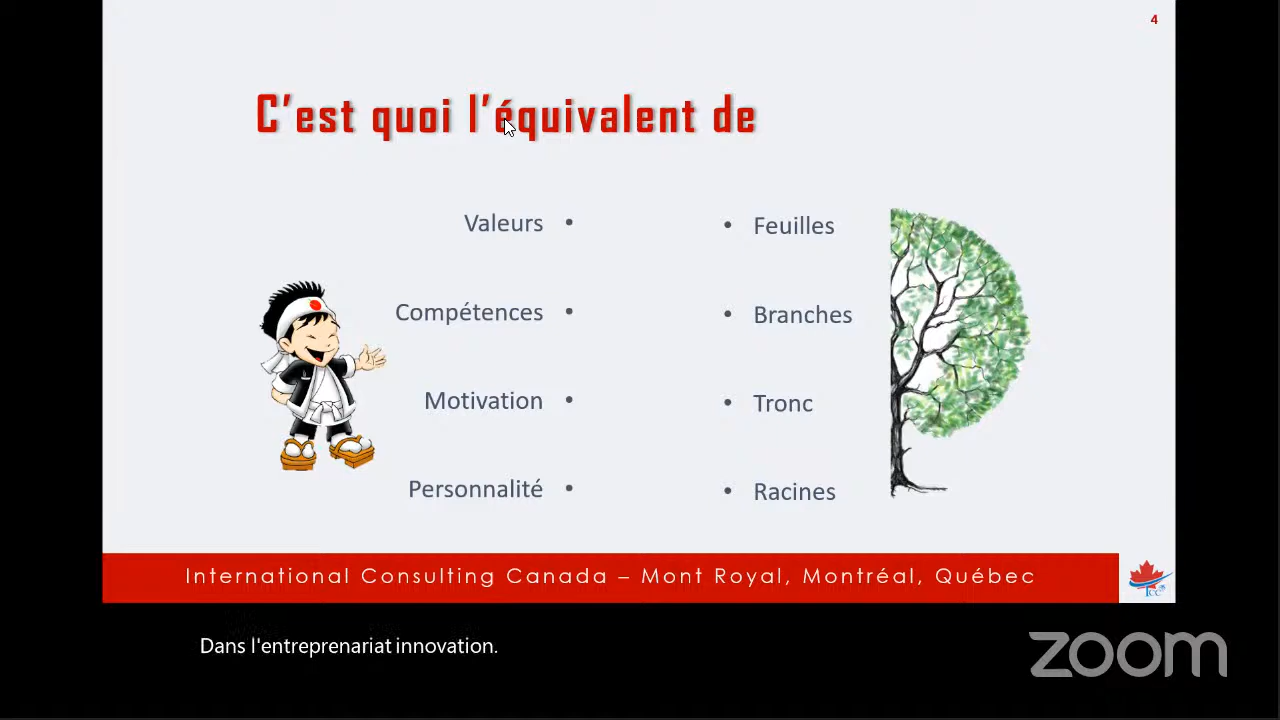 4
C'est quoi l'équivalent de
Valeurs •
• Feuilles
Compétences •
• Branches
Motivation •
• Tronc
Personnalité •
• Racines
International Consulting Canada – Mont Royal, Montréal, Québec
Icc
Dans l'entreprenariat innovation.
zoom